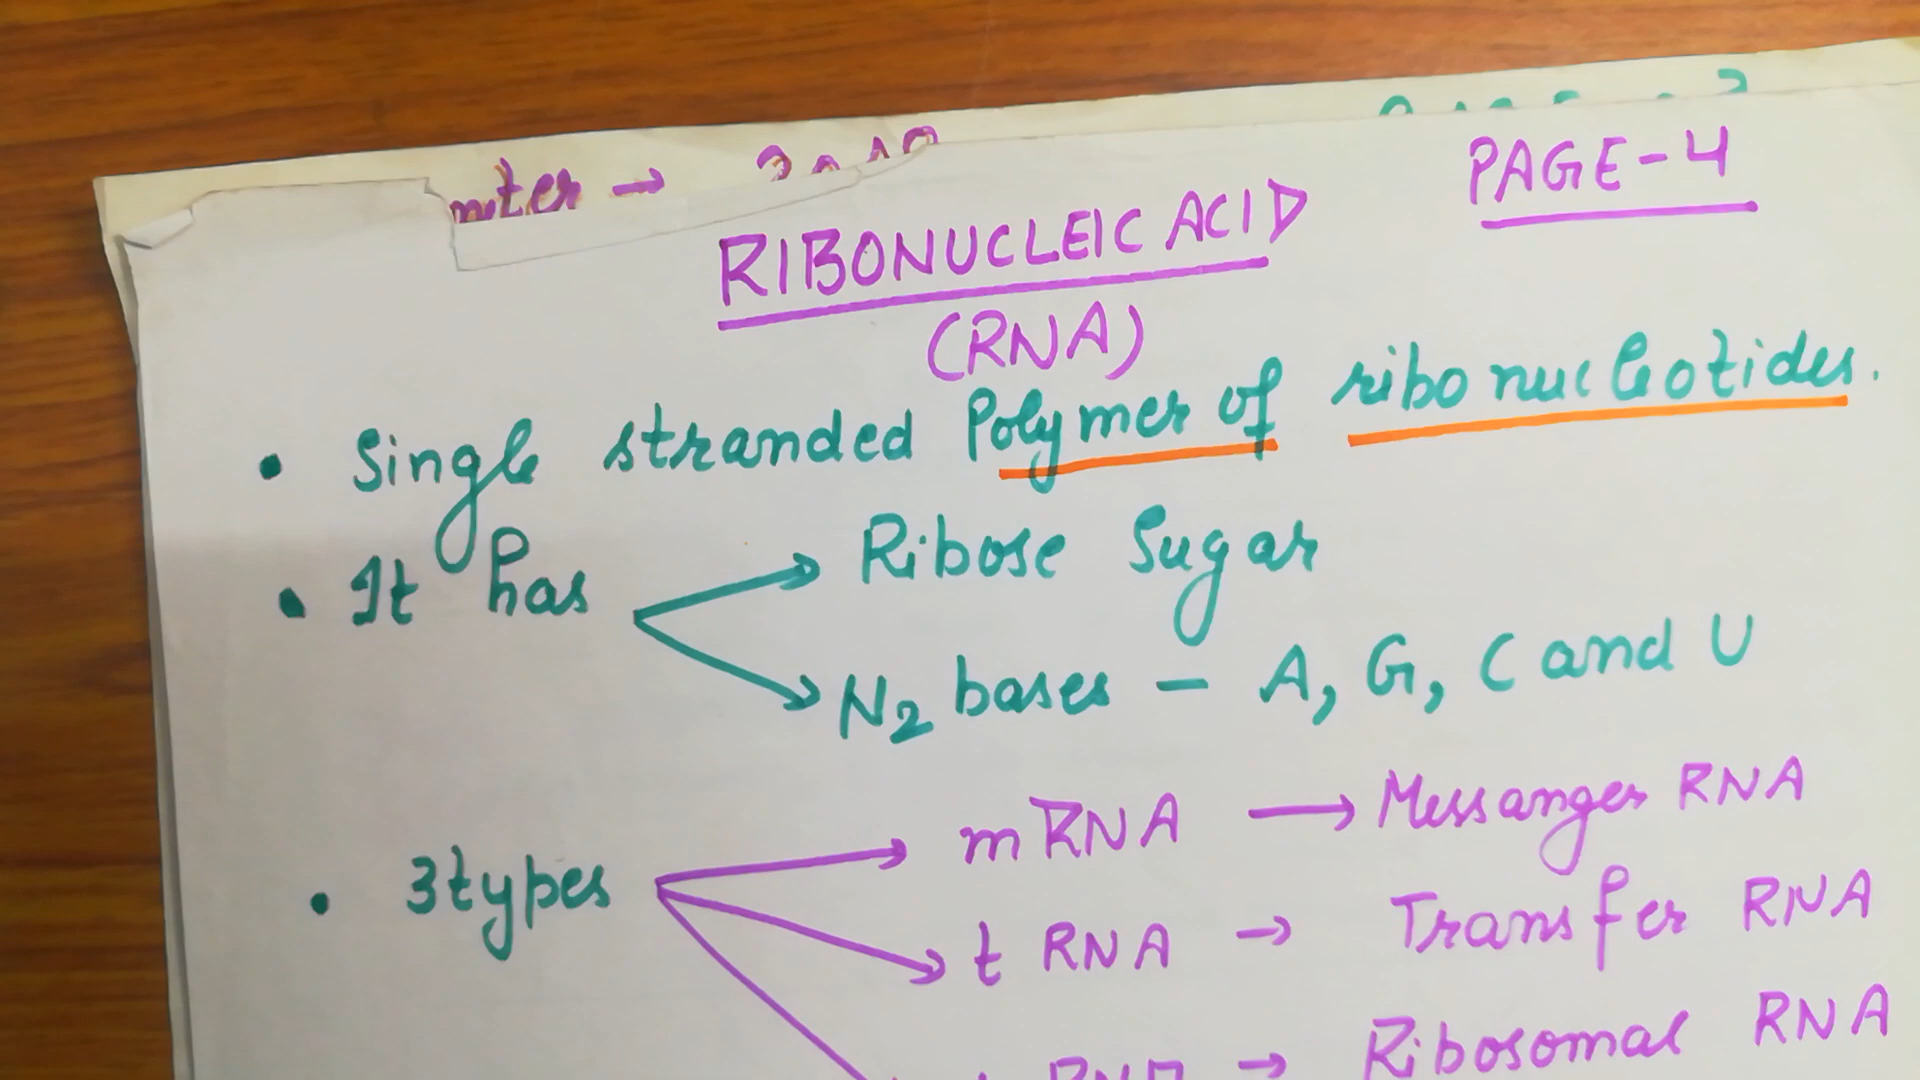 PAGE-4
RIBONUCLEIC ACID
(RNA)
• Single stranded Polymer of ribonucleotides.
• It has → Ribose Sugar
→ N2 bases - A, G, C and U
• 3types → mRNA → Messanger RNA
→ t RNA → Transfer RNA
RNA → Ribosomal RNA